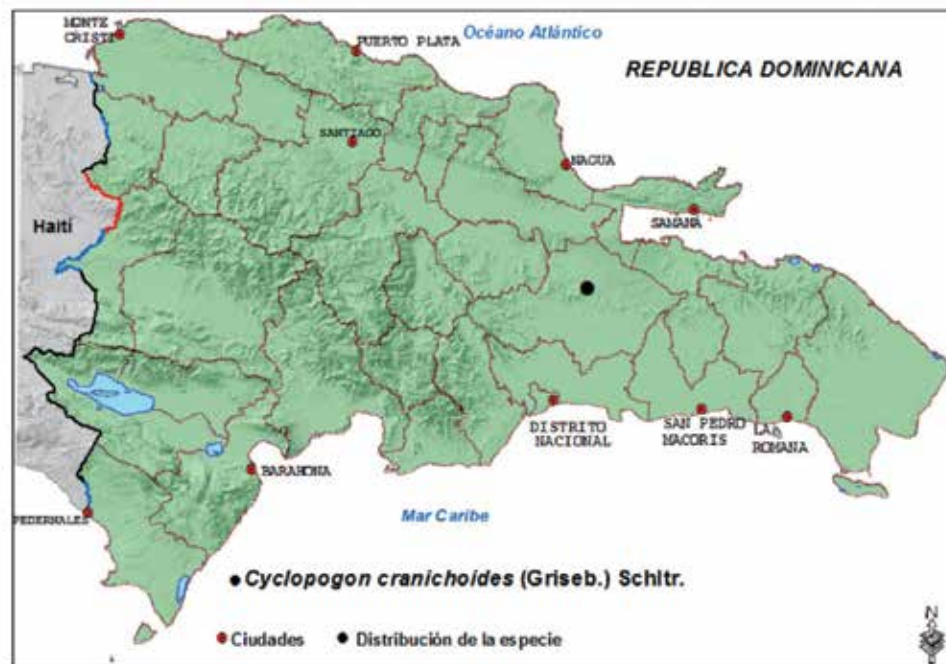 MONTE
CRISTI
PUERTO PLATA
Océano Atlántico
REPUBLICA DOMINICANA
SANTIAGO
NAGUA
SAMANA
Haití
DISTRITO
NACIONAL
SAN PEDRO
MACORIS
LA
ROMANA
BARAHONA
PEDERNALES
Mar Caribe
Cyclopogon cranichoides (Griseb.) Schltr.
Ciudades
Distribución de la especie
N